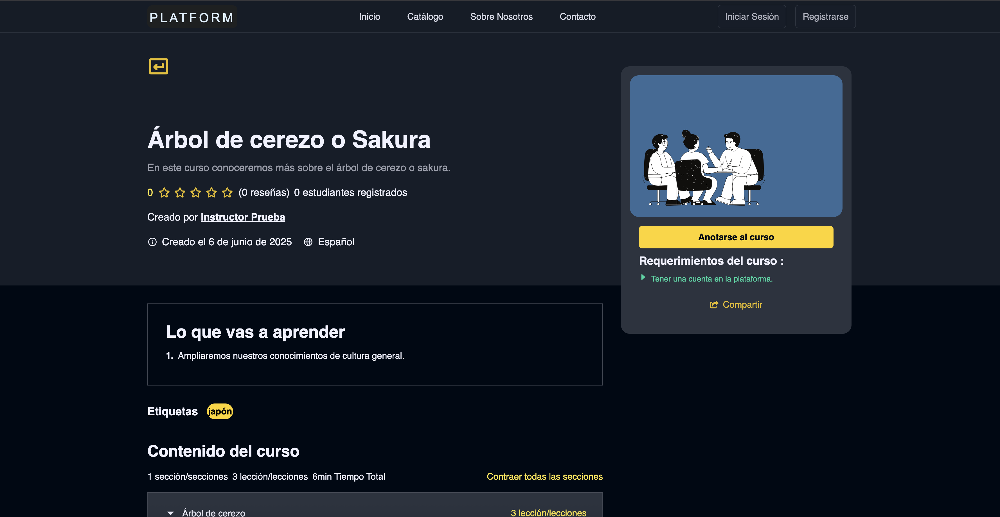 PLATFORM
Inicio Catálogo Sobre Nosotros Contacto
Iniciar Sesión Registrarse
Árbol de cerezo o Sakura
En este curso conoceremos más sobre el árbol de cerezo o sakura.
0 (0 reseñas) 0 estudiantes registrados
Creado por Instructor Prueba
Creado el 6 de junio de 2025 Español
Anotarse al curso
Requerimientos del curso :
Tener una cuenta en la plataforma.
Compartir
Lo que vas a aprender
1. Ampliaremos nuestros conocimientos de cultura general.
Etiquetas japón
Contenido del curso
1 sección/secciones 3 lección/lecciones 6min Tiempo Total
Contraer todas las secciones
Árbol de cerezo
3 lección/lecciones